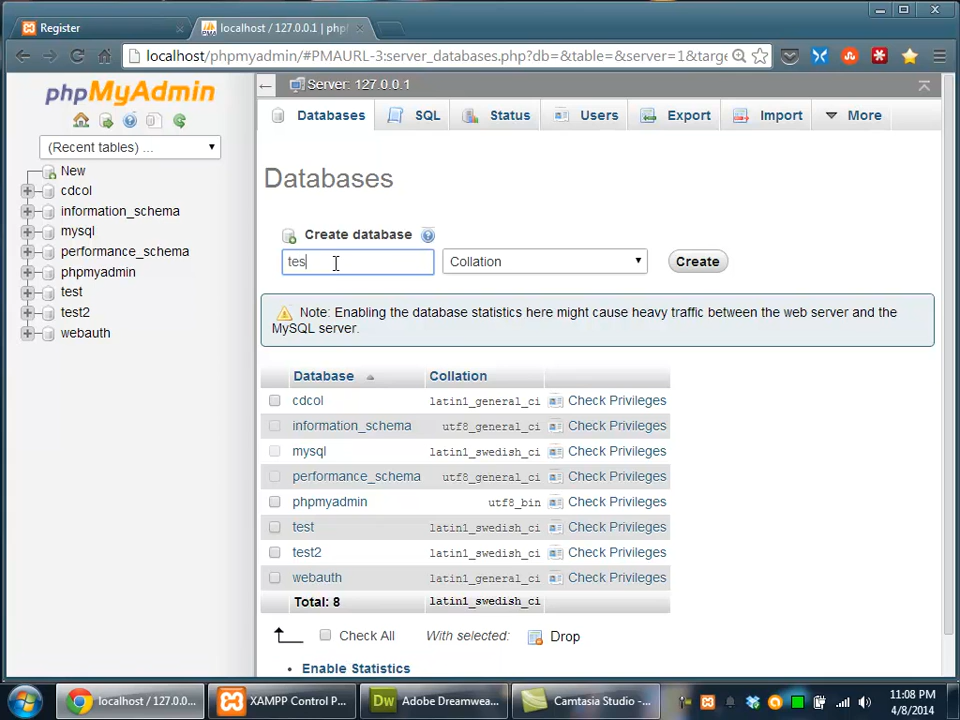 Register
localhost / 127.0.0.1 | phpl
localhost/phpmyadmin/#PMAURL-3:server_databases.php?db=&table=&server=1&targe
phpMyAdmin
(Recent tables) ...
New
cdcol
information_schema
mysql
performance_schema
phpmyadmin
test
test2
webauth
Server: 127.0.0.1
Databases
SQL
Status
Users
Export
Import
More
Databases
Create database
tes
Collation
Create
Note: Enabling the database statistics here might cause heavy traffic between the web server and the
MySQL server.
Database Collation
cdcol latin1_general_ci Check Privileges
information_schema utf8_general_ci Check Privileges
mysql latin1_swedish_ci Check Privileges
performance_schema utf8_general_ci Check Privileges
phpmyadmin utf8_bin Check Privileges
test latin1_swedish_ci Check Privileges
test2 latin1_swedish_ci Check Privileges
webauth latin1_general_ci Check Privileges
Total: 8 latin1_swedish_ci
Check All With selected: Drop
Enable Statistics
localhost / 127.0.0...
XAMPP Control P...
Dw Adobe Dreamwea...
Camtasia Studio -...
11:08 PM
4/8/2014